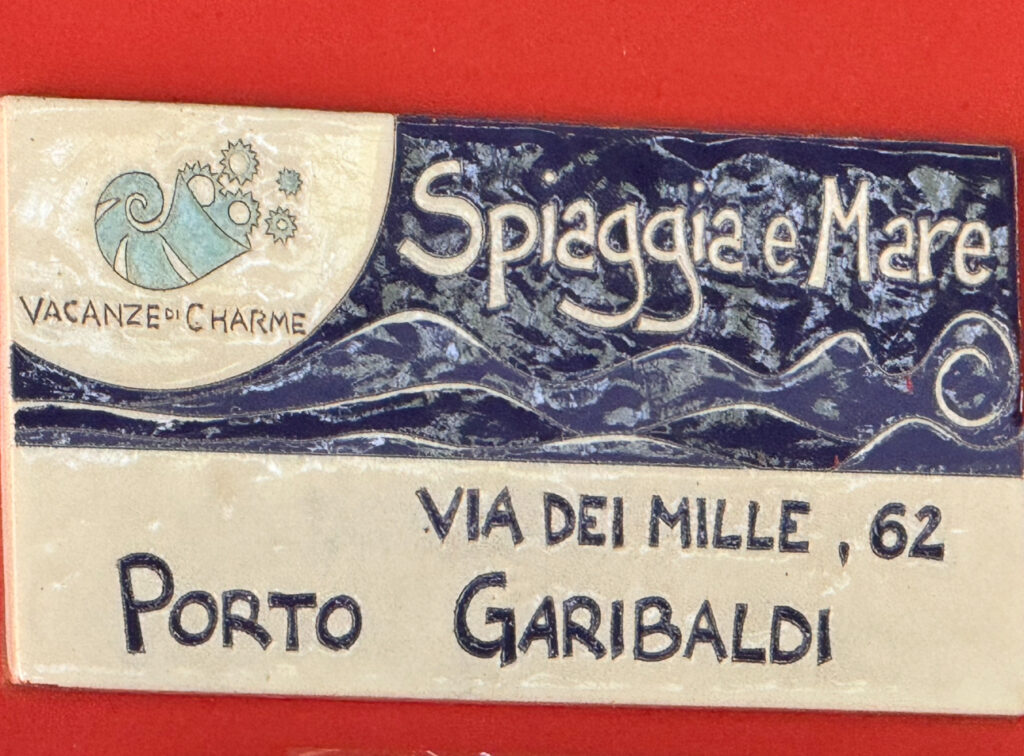 Spiaggia e Mare
VACANZE DI CHARME
VIA DEI MILLE, 62
PORTO GARIBALDI